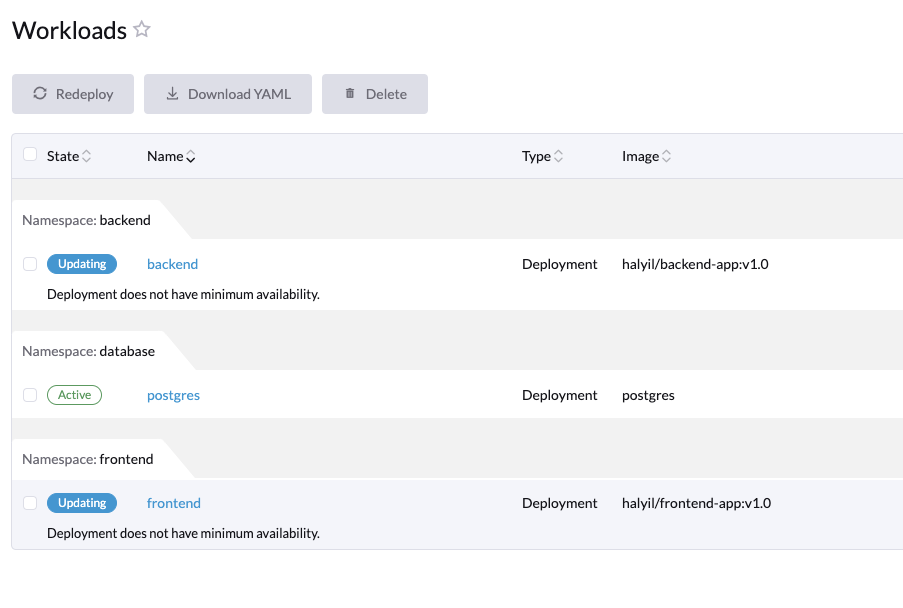 Workloads
Redeploy Download YAML Delete
State Name Type Image
Namespace: backend
Updating backend Deployment halyil/backend-app:v1.0
Deployment does not have minimum availability.
Namespace: database
Active postgres Deployment postgres
Namespace: frontend
Updating frontend Deployment halyil/frontend-app:v1.0
Deployment does not have minimum availability.